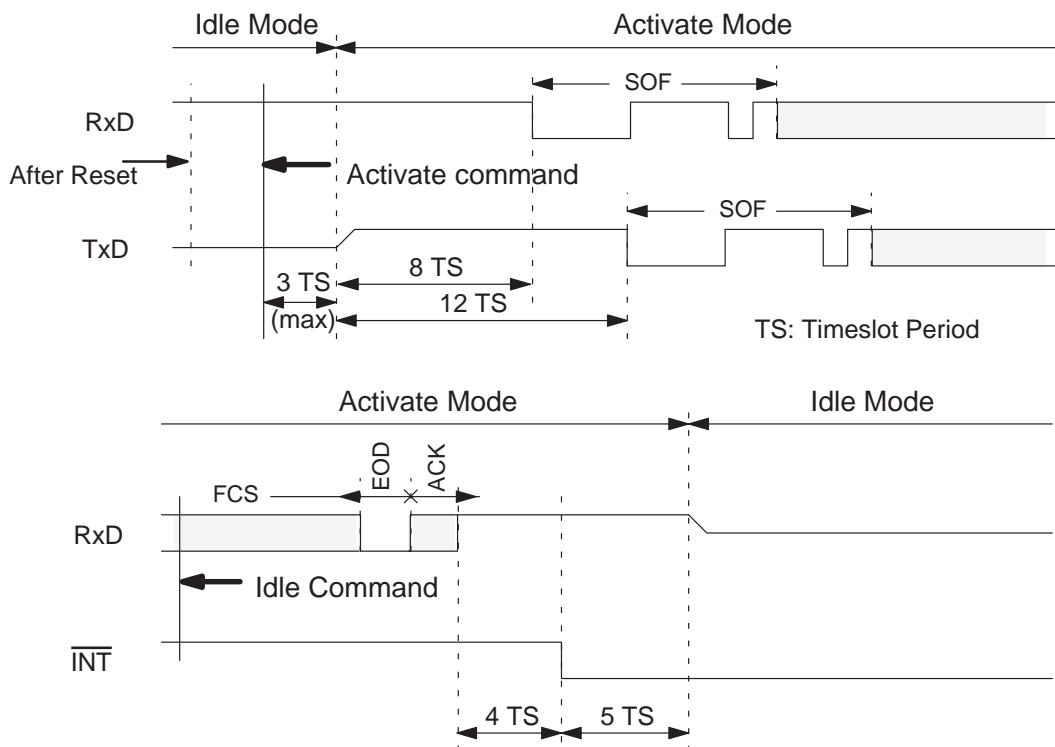 Idle Mode
Activate Mode
SOF
RxD
After Reset
Activate command
SOF
TxD
3 TS
(max)
8 TS
12 TS
TS: Timeslot Period
Activate Mode
Idle Mode
FCS
EOD
ACK
RxD
Idle Command
INT
4 TS
5 TS